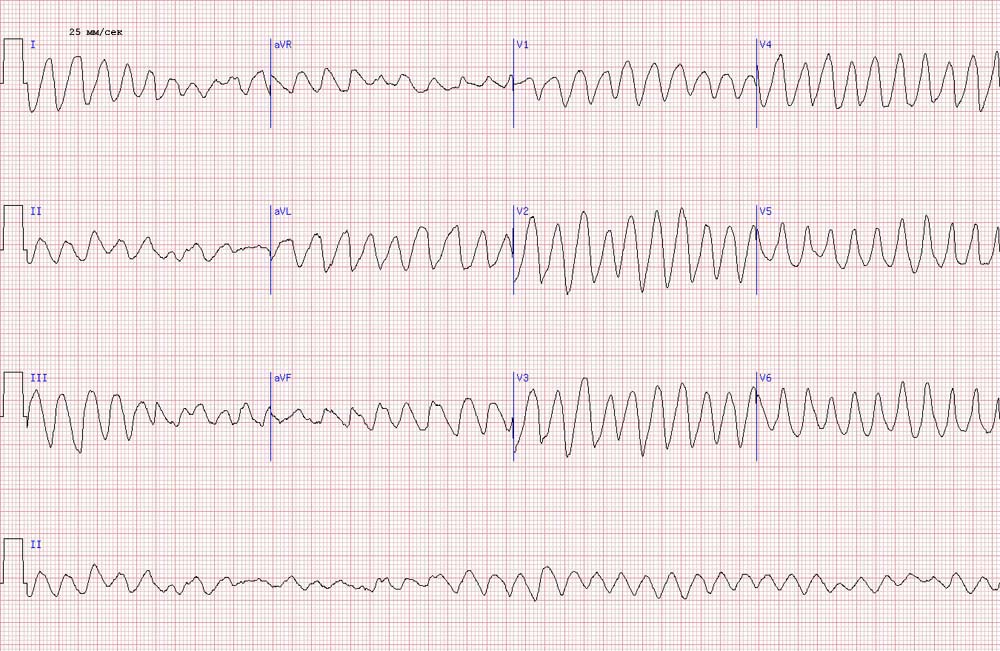 25 мм/сек
I aVR V1 V4
II aVL V2 V5
III aVF V3 V6
II